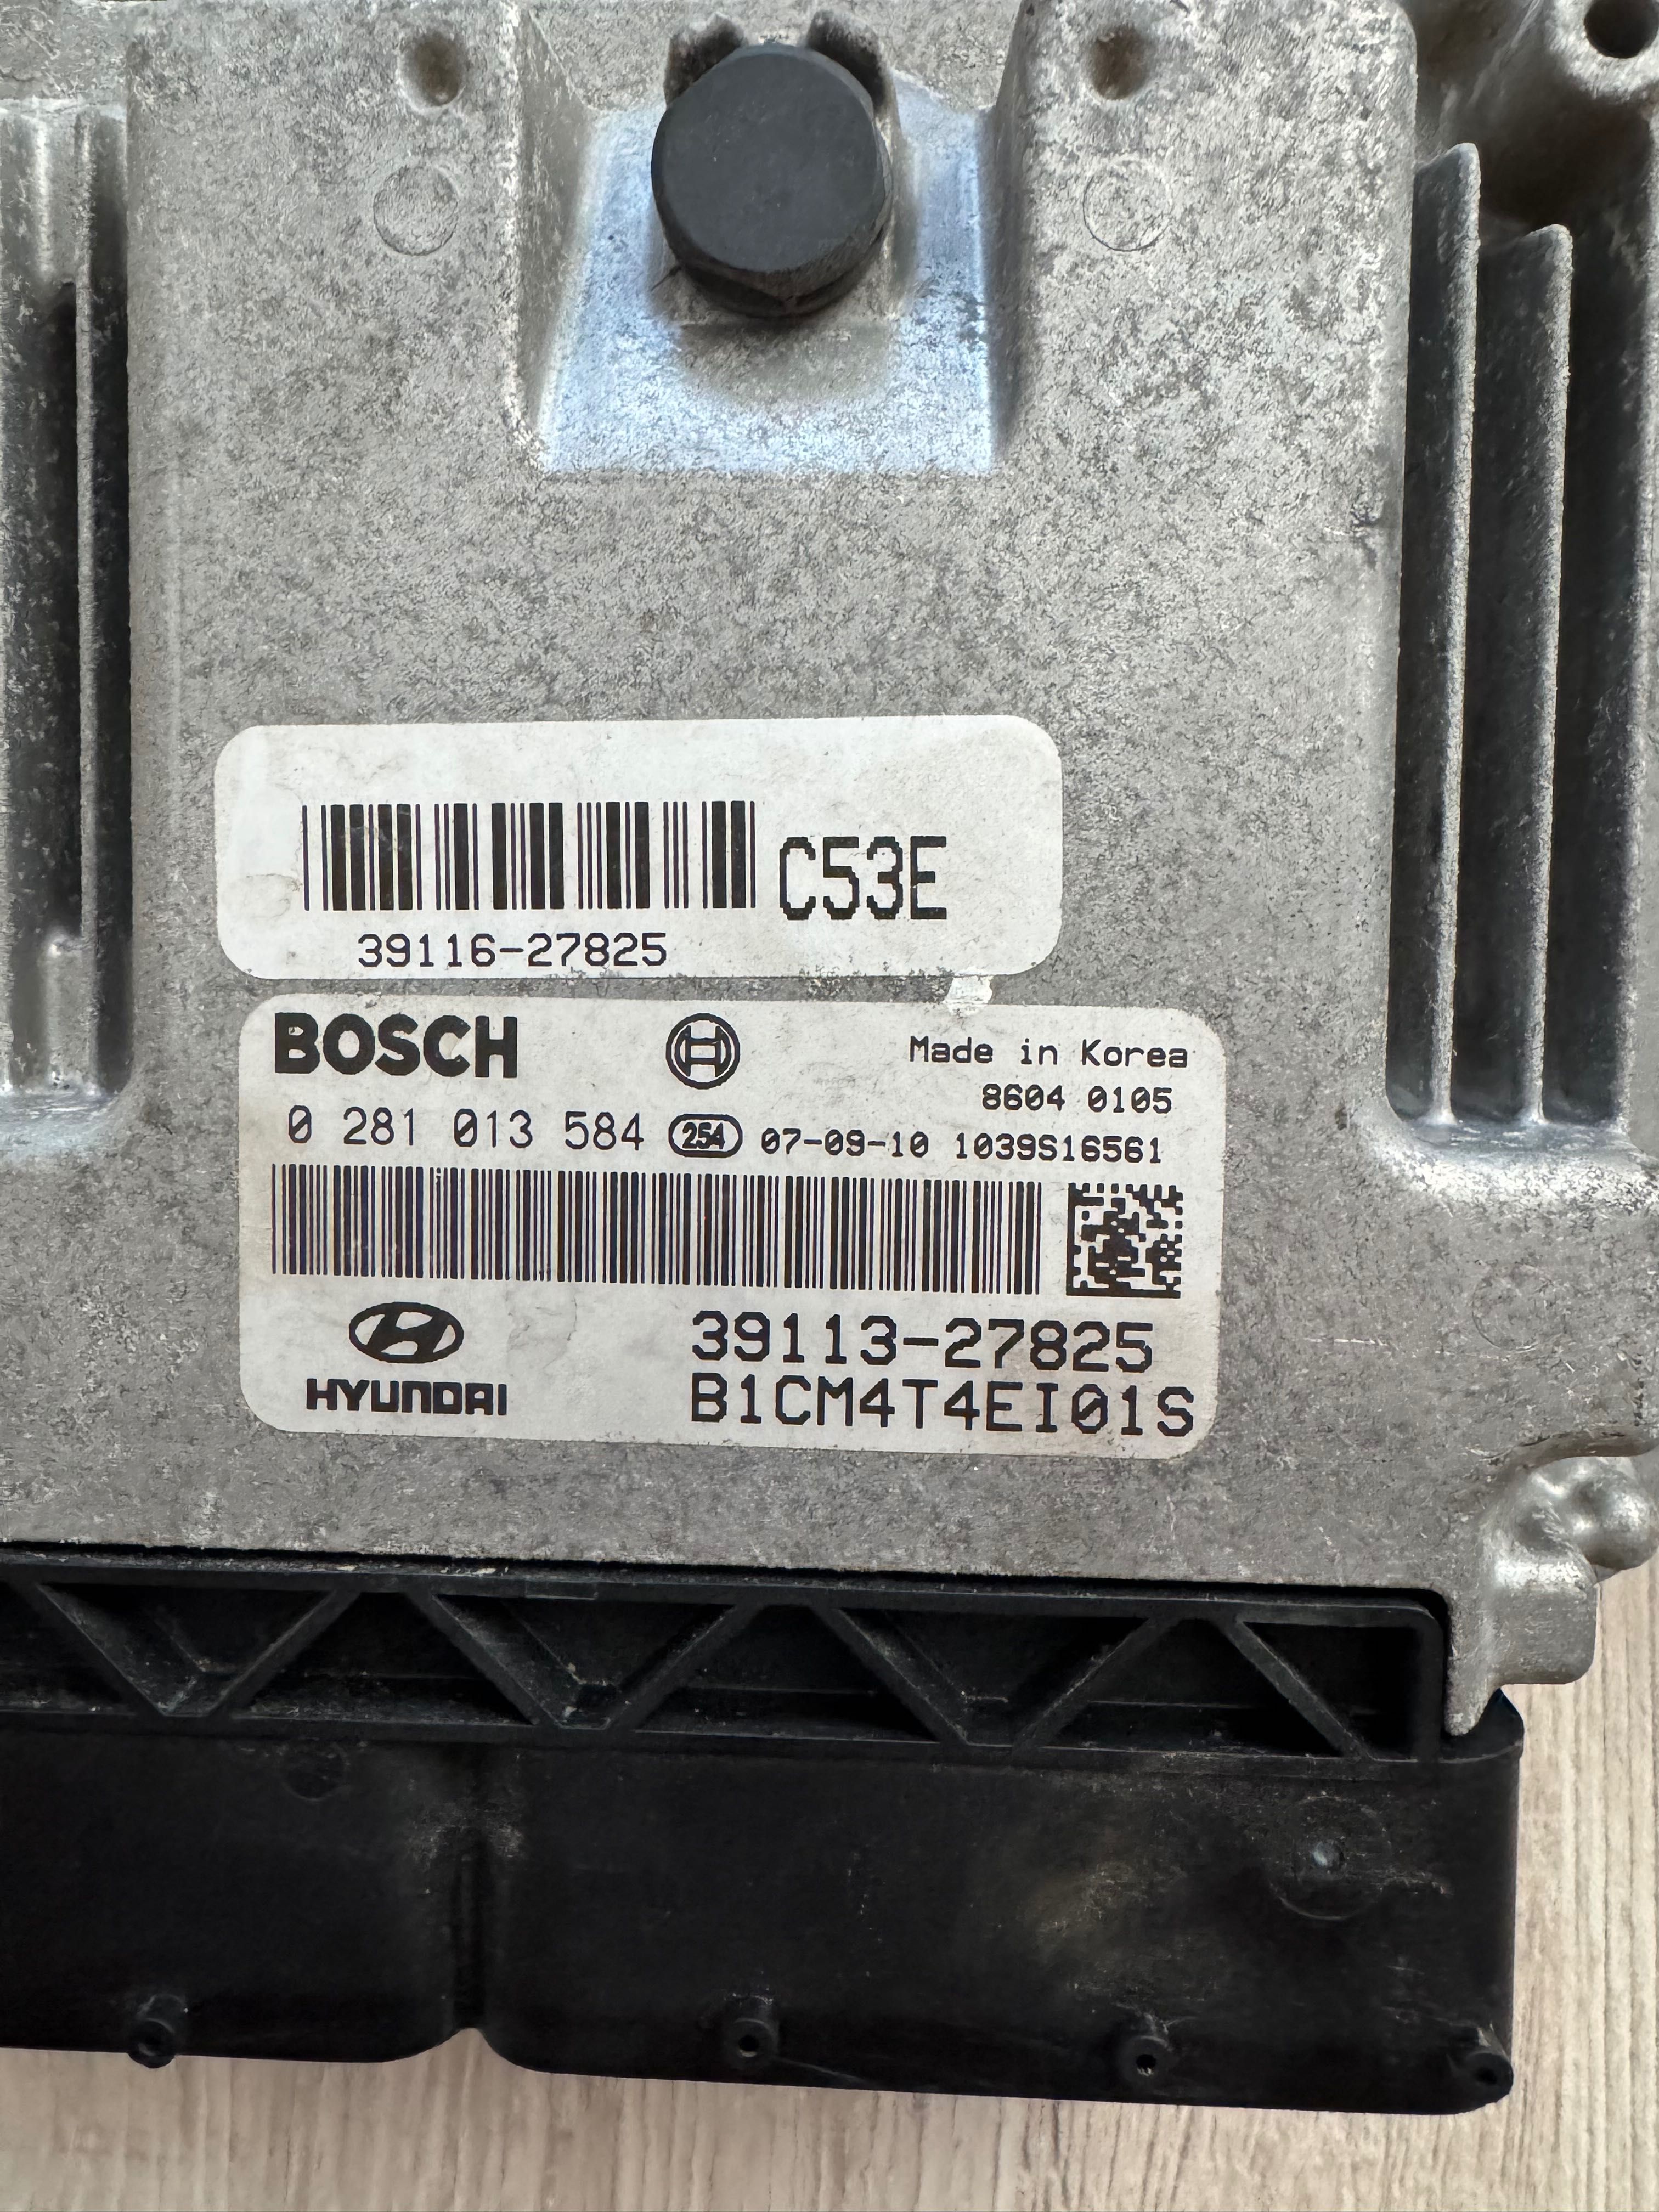 C53E
39116-27825
BOSCH
Made in Korea
8604 0105
0 281 013 584 254 07-09-10 1039S16561
HYUNDAI
39113-27825
B1CM4T4EI01S